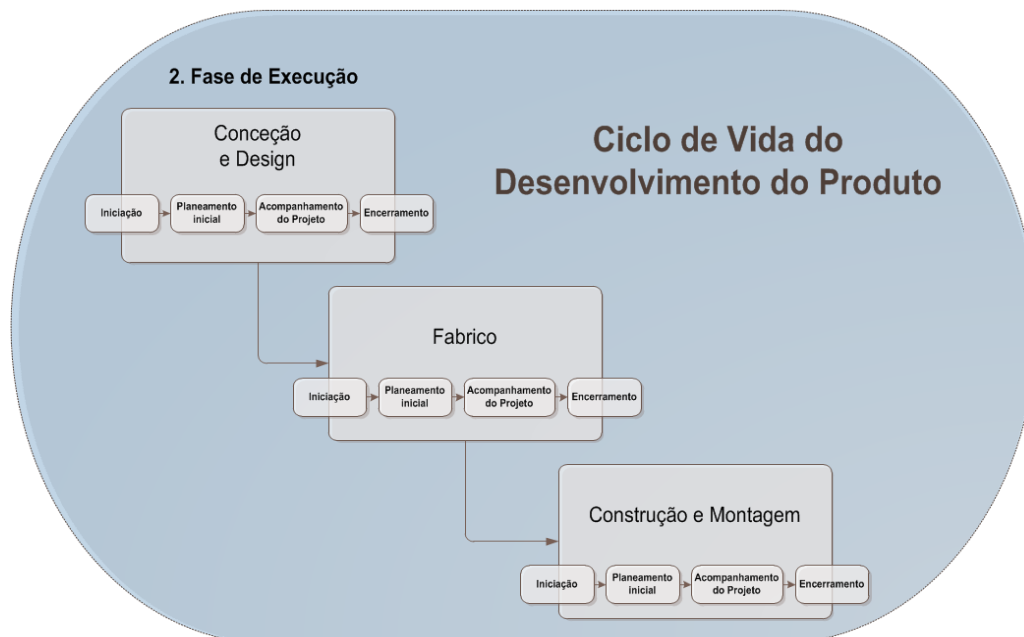 2. Fase de Execução
Ciclo de Vida do
Desenvolvimento do Produto
Conceção
e Design
Iniciação
Planeamento
inicial
Acompanhamento
do Projeto
Encerramento
Fabrico
Iniciação
Planeamento
inicial
Acompanhamento
do Projeto
Encerramento
Construção e Montagem
Iniciação
Planeamento
inicial
Acompanhamento
do Projeto
Encerramento